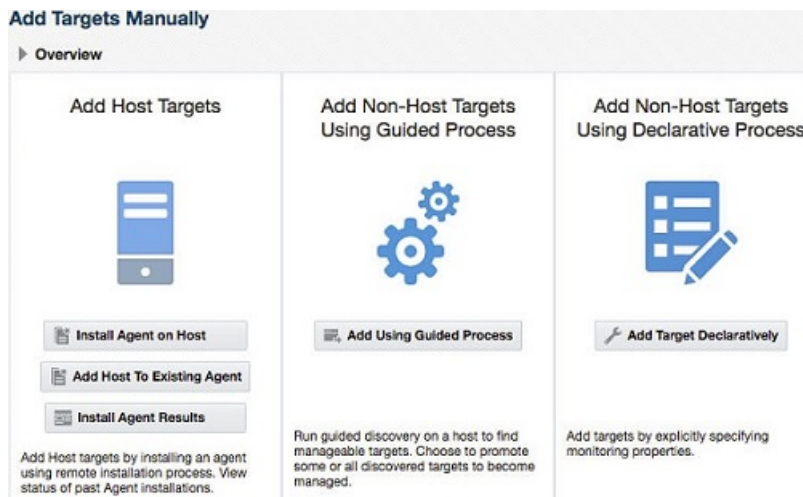 Add Targets Manually
Overview
Add Host Targets
Install Agent on Host
Add Host To Existing Agent
Install Agent Results
Add Host targets by installing an agent
using remote installation process. View
status of past Agent installations.
Add Non-Host Targets
Using Guided Process
Add Using Guided Process
Run guided discovery on a host to find
manageable targets. Choose to promote
some or all discovered targets to become
managed.
Add Non-Host Targets
Using Declarative Process
Add Target Declaratively
Add targets by explicitly specifying
monitoring properties.